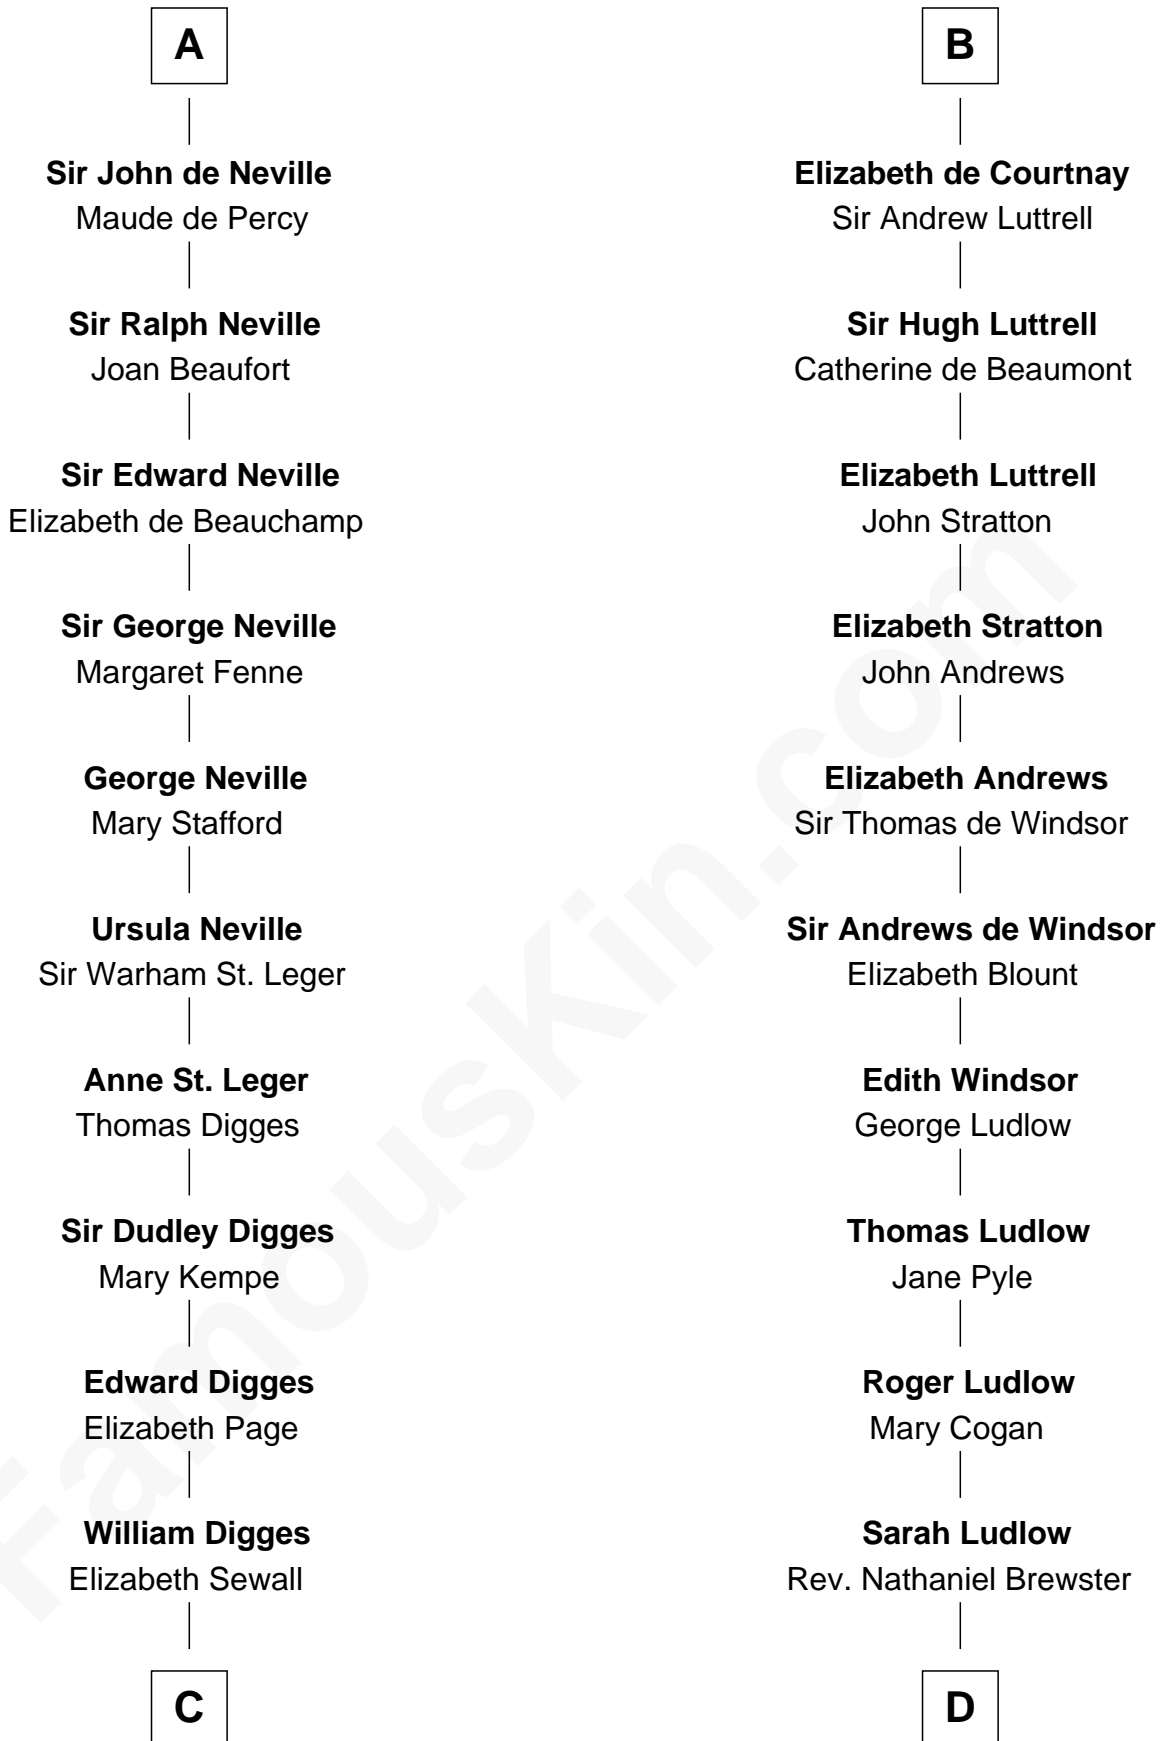 A
Sir John de Neville
Maude de Percy
Sir Ralph Neville
Joan Beaufort
Sir Edward Neville
Elizabeth de Beauchamp
Sir George Neville
Margaret Fenne
George Neville
Mary Stafford
Ursula Neville
Sir Warham St. Leger
Anne St. Leger
Thomas Digges
Sir Dudley Digges
Mary Kempe
Edward Digges
Elizabeth Page
William Digges
Elizabeth Sewall
C
B
Elizabeth de Courtnay
Sir Andrew Luttrell
Sir Hugh Luttrell
Catherine de Beaumont
Elizabeth Luttrell
John Stratton
Elizabeth Stratton
John Andrews
Elizabeth Andrews
Sir Thomas de Windsor
Sir Andrews de Windsor
Elizabeth Blount
Edith Windsor
George Ludlow
Thomas Ludlow
Jane Pyle
Roger Ludlow
Mary Cogan
Sarah Ludlow
Rev. Nathaniel Brewster
D
FamousKin.com